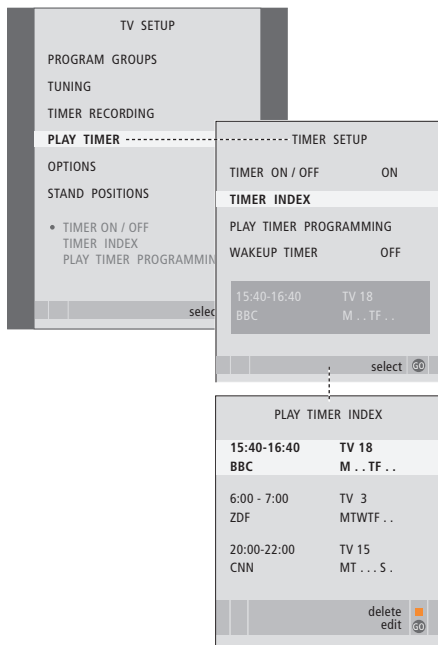 TV SETUP
PROGRAM GROUPS
TUNING
TIMER RECORDING
PLAY TIMER
OPTIONS
STAND POSITIONS
• TIMER ON / OFF
TIMER INDEX
PLAY TIMER PROGRAMMIN
selec
TIMER SETUP
TIMER ON / OFF ON
TIMER INDEX
PLAY TIMER PROGRAMMING
WAKEUP TIMER OFF
15:40-16:40 TV 18
BBC M . . TF . .
select GO
PLAY TIMER INDEX
15:40-16:40 TV 18
BBC M . . TF . .
6:00 - 7:00 TV 3
ZDF MTWTF . .
20:00-22:00 TV 15
CNN MT . . . S .
delete
edit GO